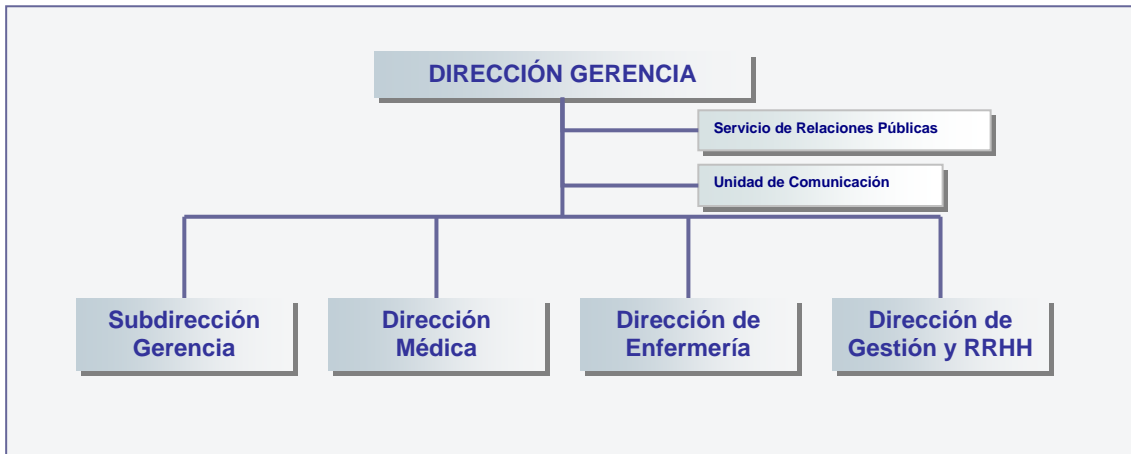 DIRECCIÓN GERENCIA
Servicio de Relaciones Públicas
Unidad de Comunicación
Subdirección
Gerencia
Dirección
Médica
Dirección de
Enfermería
Dirección de
Gestión y RRHH